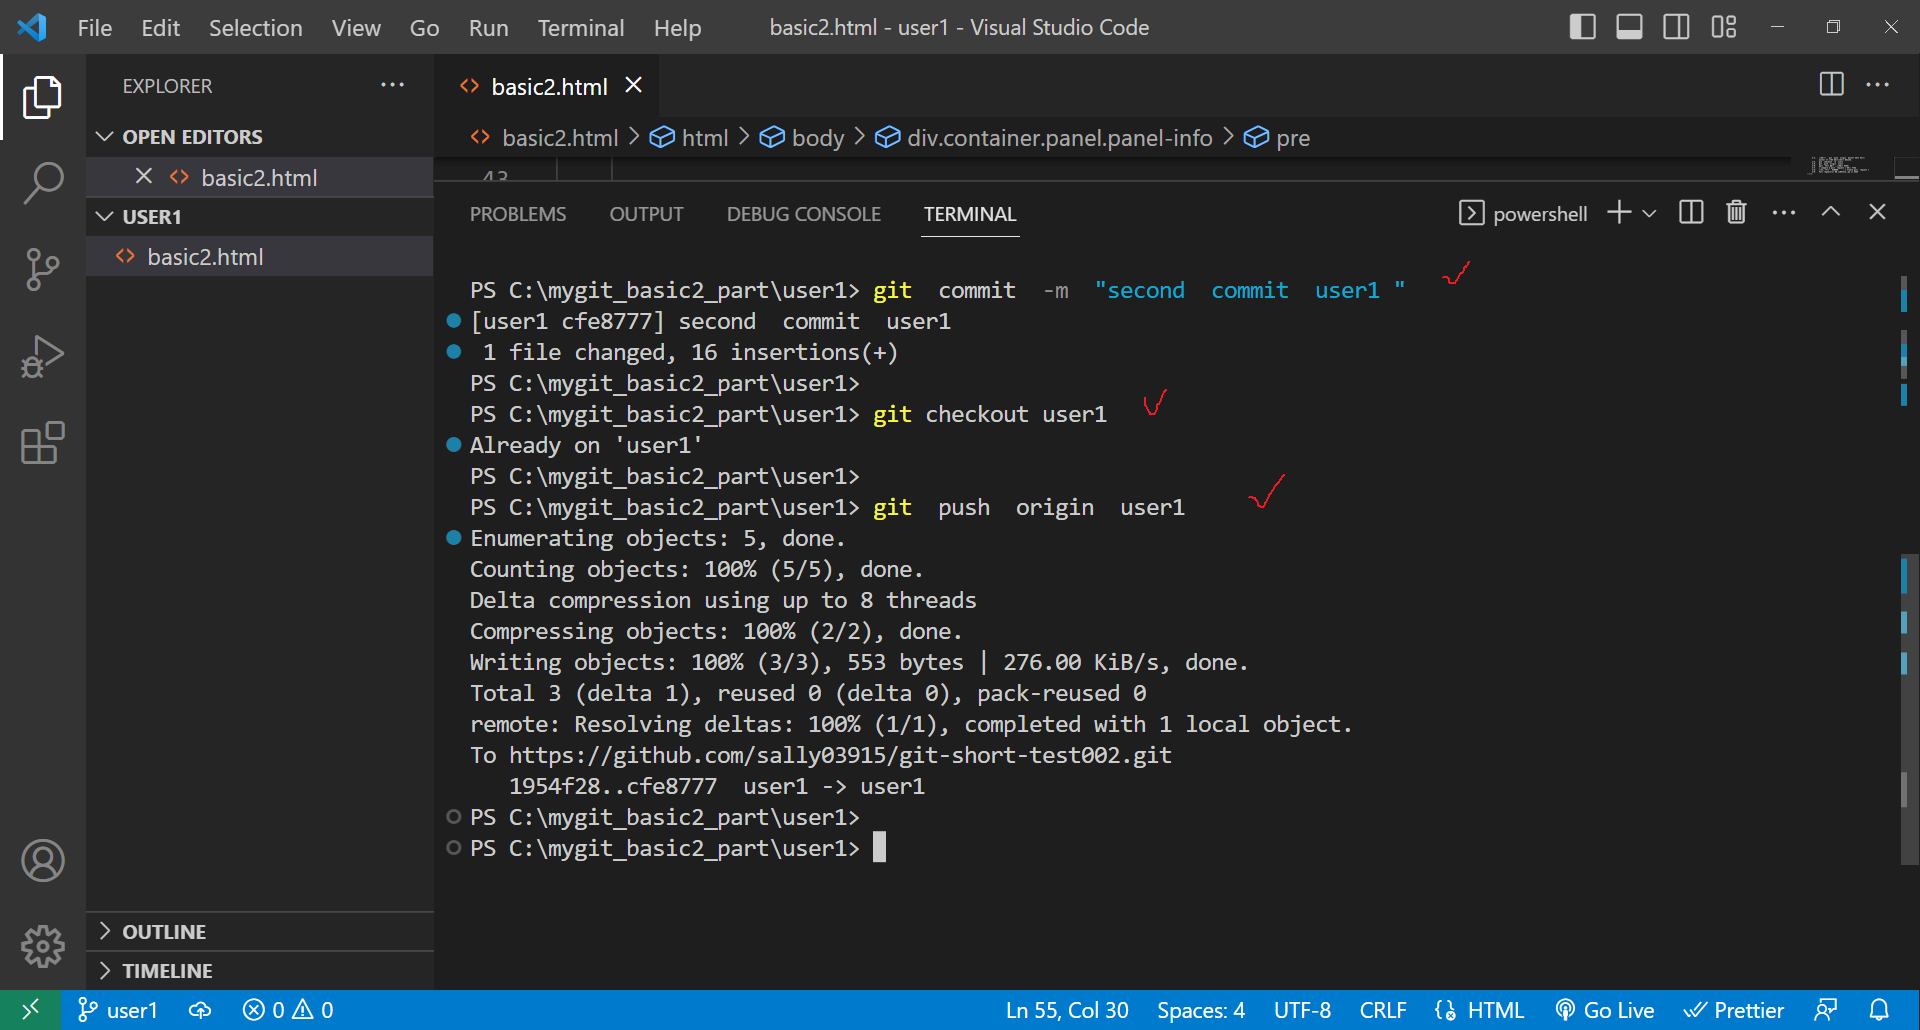 File Edit Selection View Go Run Terminal Help basic2.html - user1 - Visual Studio Code
EXPLORER
OPEN EDITORS
basic2.html
USER1
basic2.html
OUTLINE
TIMELINE
basic2.html
basic2.html > html > body > div.container.panel.panel-info > pre
43
PROBLEMS OUTPUT DEBUG CONSOLE TERMINAL powershell
PS C:\mygit_basic2_part\user1> git  commit  -m  "second  commit  user1 "
[user1 cfe8777] second  commit  user1
 1 file changed, 16 insertions(+)
PS C:\mygit_basic2_part\user1>
PS C:\mygit_basic2_part\user1> git checkout user1
Already on 'user1'
PS C:\mygit_basic2_part\user1>
PS C:\mygit_basic2_part\user1> git  push  origin  user1
Enumerating objects: 5, done.
Counting objects: 100% (5/5), done.
Delta compression using up to 8 threads
Compressing objects: 100% (2/2), done.
Writing objects: 100% (3/3), 553 bytes | 276.00 KiB/s, done.
Total 3 (delta 1), reused 0 (delta 0), pack-reused 0
remote: Resolving deltas: 100% (1/1), completed with 1 local object.
To https://github.com/sally03915/git-short-test002.git
   1954f28..cfe8777  user1 -> user1
PS C:\mygit_basic2_part\user1>
PS C:\mygit_basic2_part\user1>
user1 0 0 Ln 55, Col 30 Spaces: 4 UTF-8 CRLF HTML Go Live Prettier